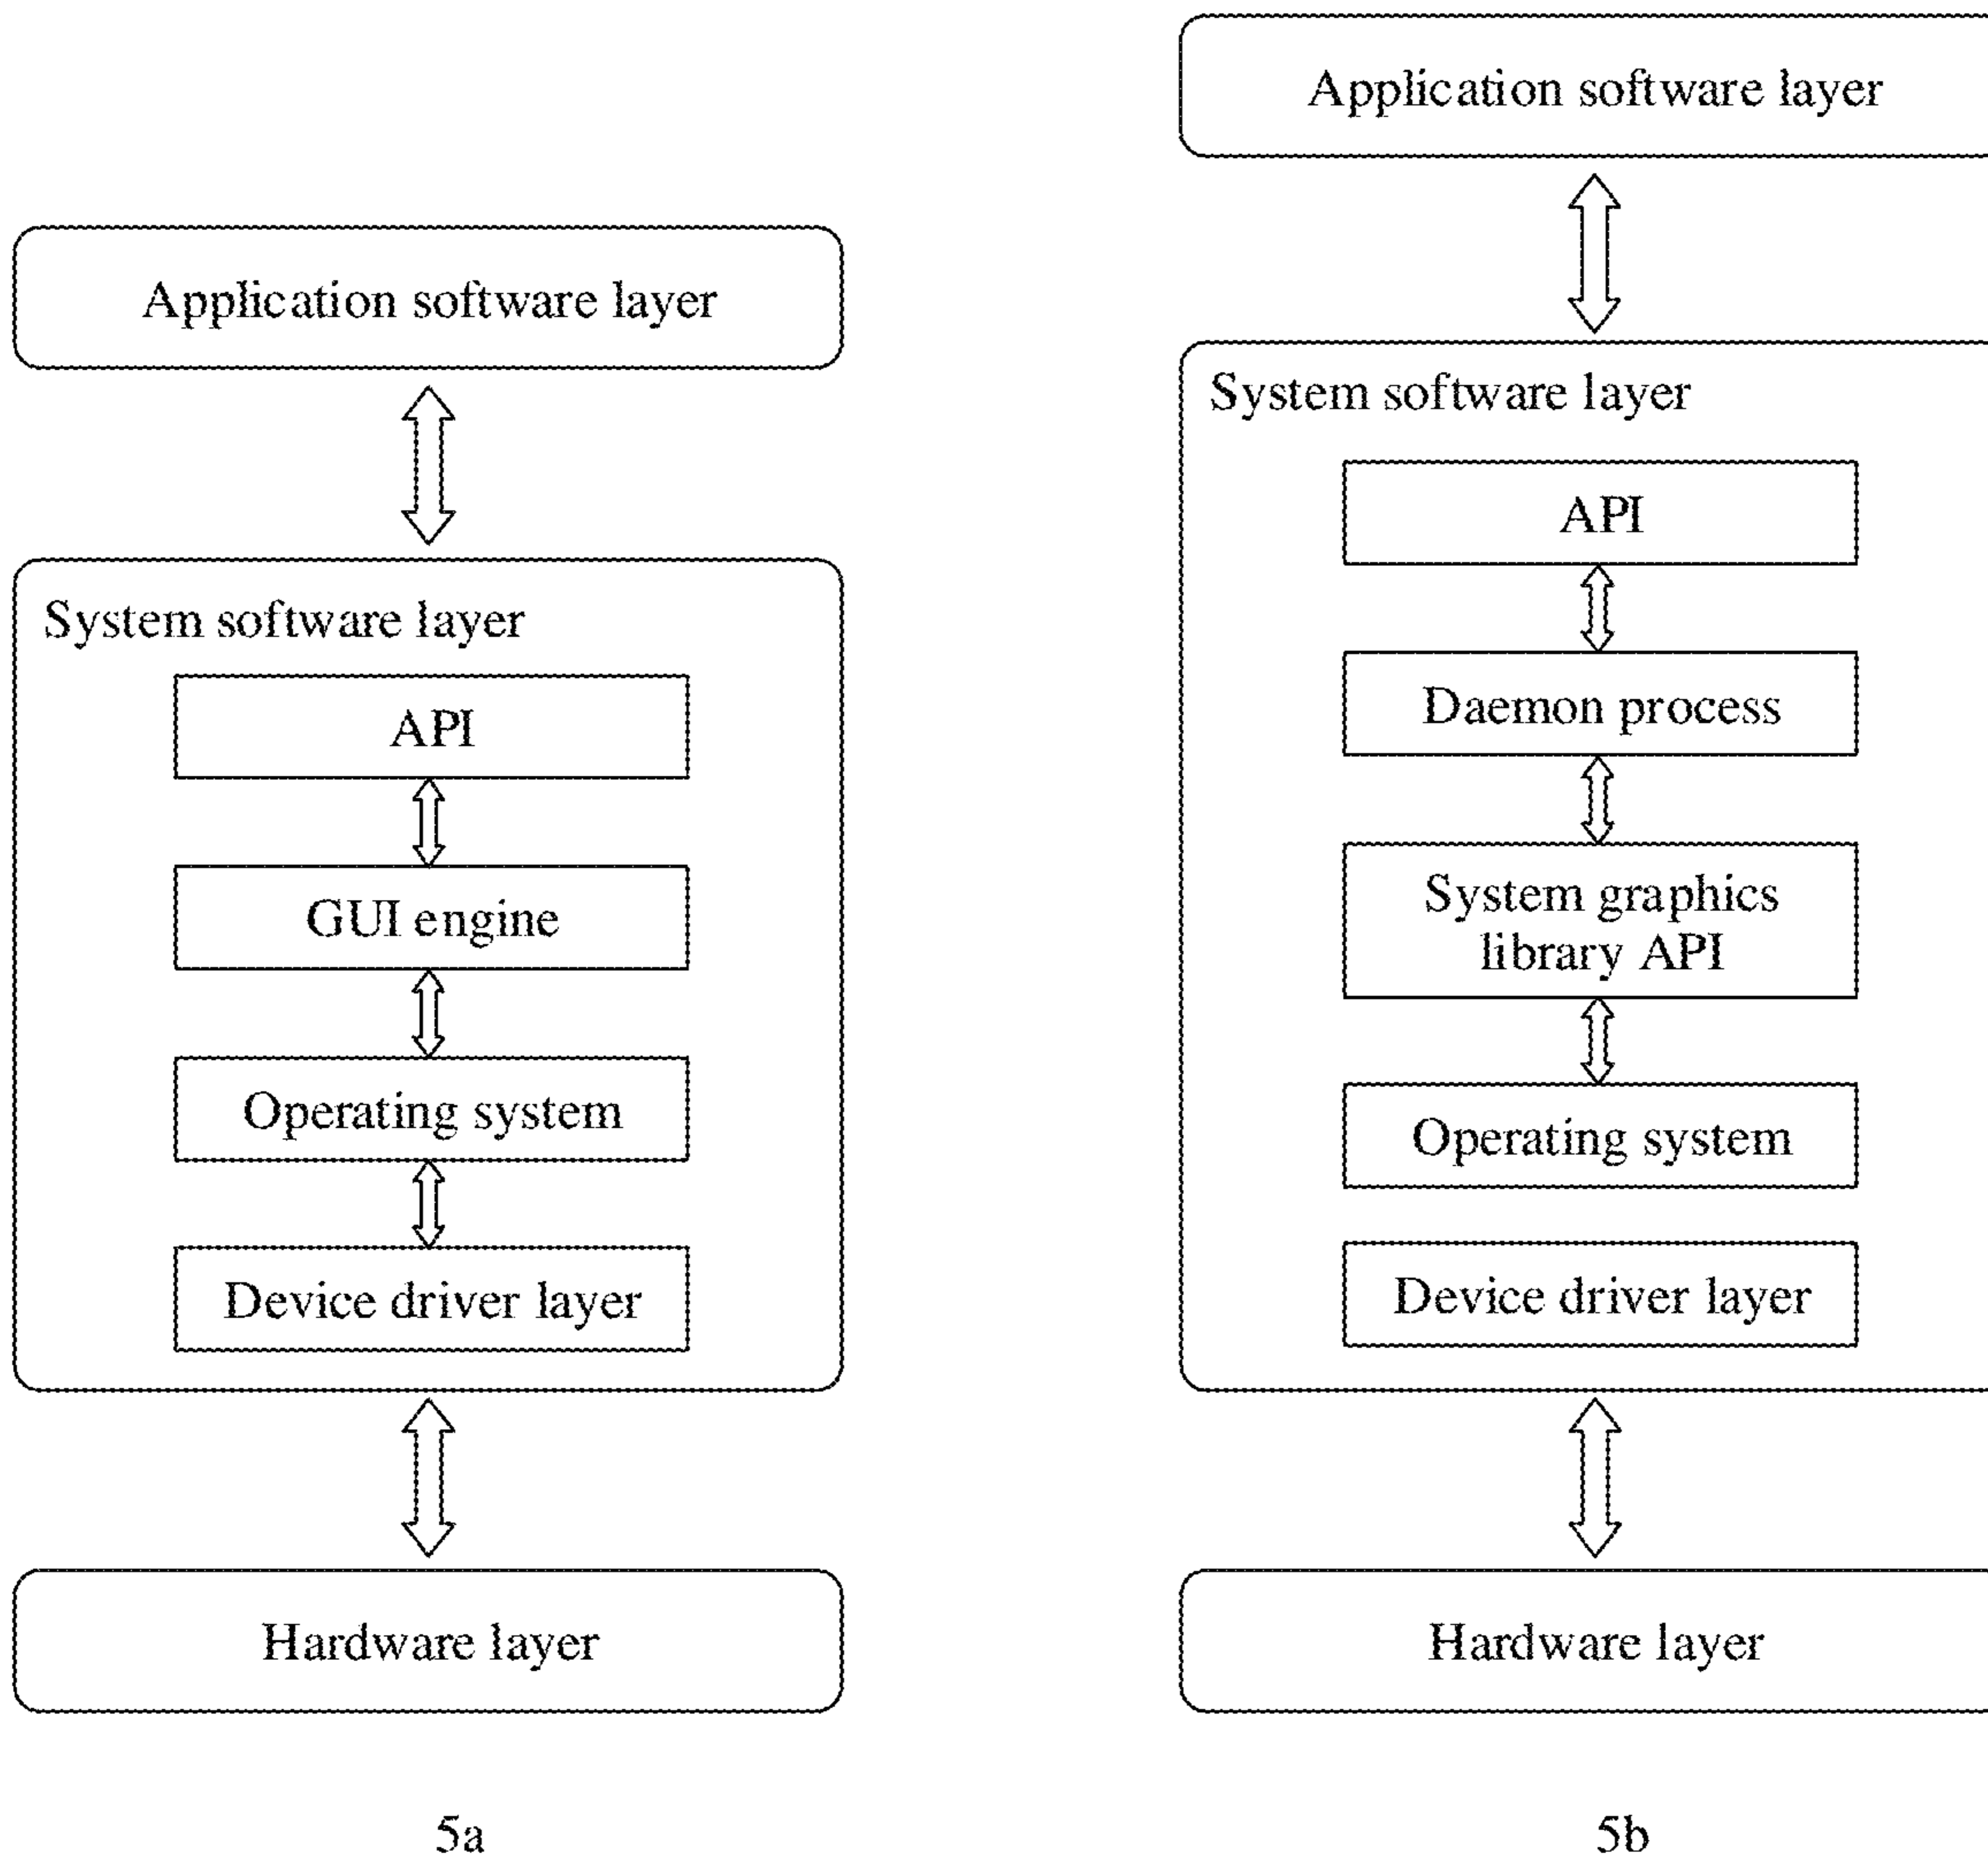 Application software layer
System software layer
API
GUI engine
Operating system
Device driver layer
Hardware layer
5a
Application software layer
System software layer
API
Daemon process
System graphics
library API
Operating system
Device driver layer
Hardware layer
5b